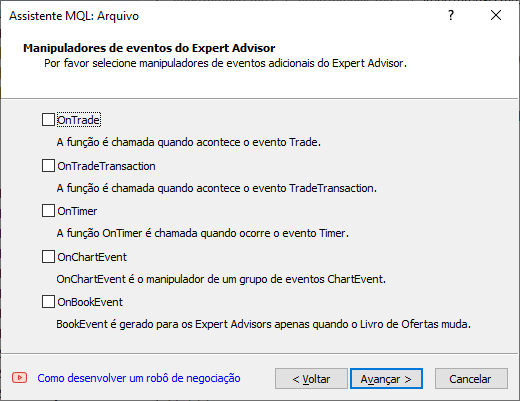 Assistente MQL: Arquivo
?
Manipuladores de eventos do Expert Advisor
Por favor selecione manipuladores de eventos adicionais do Expert Advisor.
OnTrade
A função é chamada quando acontece o evento Trade.
OnTradeTransaction
A função é chamada quando acontece o evento TradeTransaction.
OnTimer
A função OnTimer é chamada quando ocorre o evento Timer.
OnChartEvent
OnChartEvent é o manipulador de um grupo de eventos ChartEvent.
OnBookEvent
BookEvent é gerado para os Expert Advisors apenas quando o Livro de Ofertas muda.
Como desenvolver um robô de negociação
< Voltar
Avançar >
Cancelar